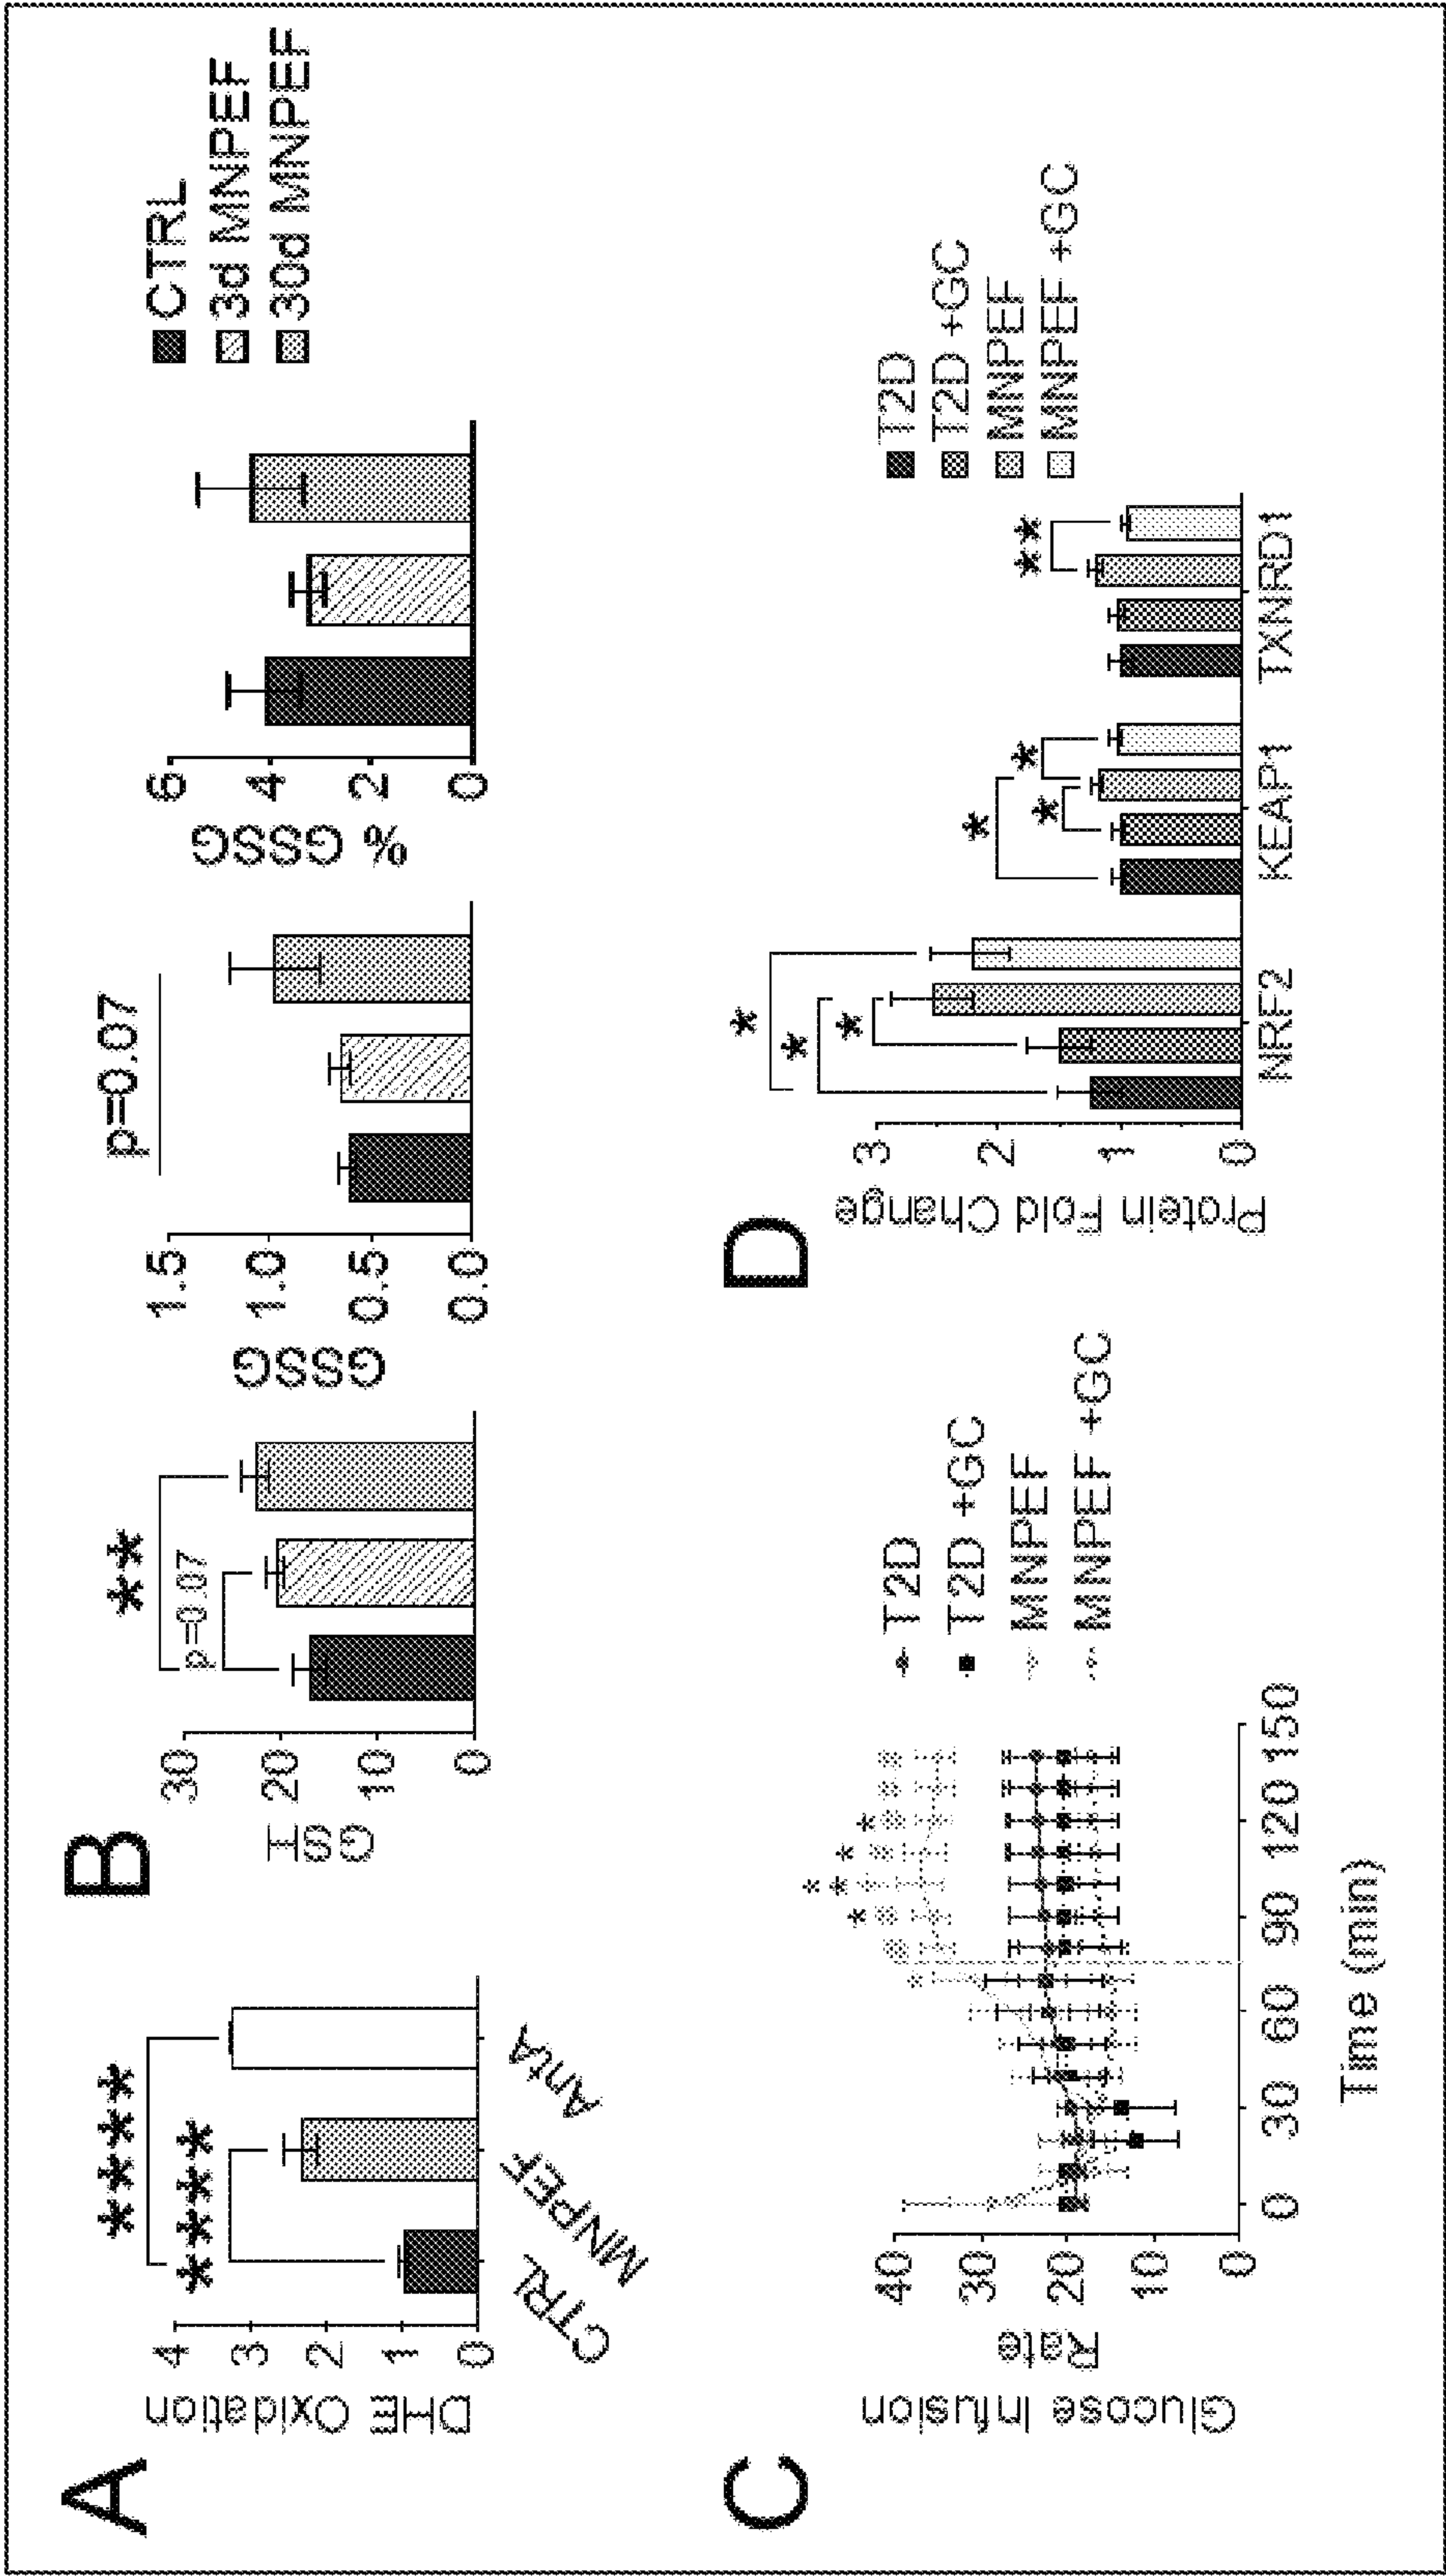 A
DHE Oxidation
4
3
2
1
0
****
****
CTRL
MNPEF
AntA
B
GSH
30
20
10
0
**
p=0.07
GSSG
1.5
1.0
0.5
0.0
p=0.07
% GSSG
6
4
2
0
CTRL
3d MNPEF
30d MNPEF
C
Glucose Infusion
Rate
40
30
20
10
0
0 30 60 90 120 150
Time (min)
*
*
*
*
*
T2D
T2D +GC
MNPEF
MNPEF +GC
D
Protein Fold Change
3
2
1
0
*
*
*
*
*
*
**
NRF2 KEAP1 TXNRD1
T2D
T2D +GC
MNPEF
MNPEF +GC